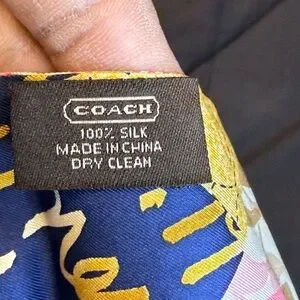 COACH
100% SILK
MADE IN CHINA
DRY CLEAN